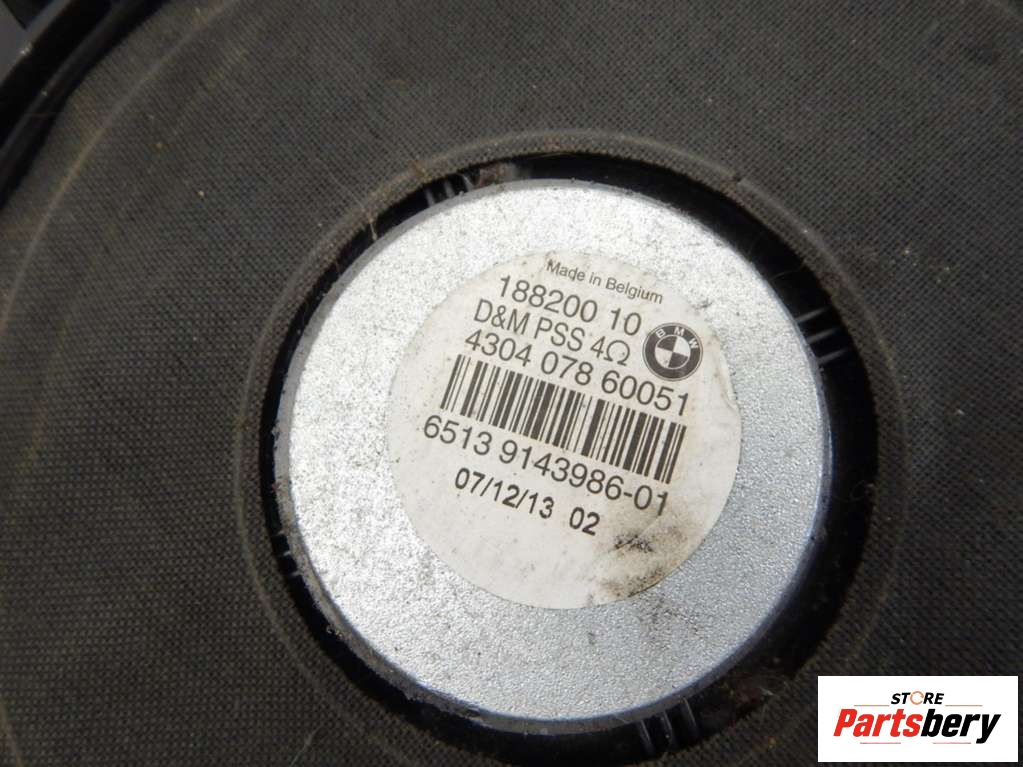 Made in Belgium
188200 10
D&M PSS 4Ω
BMW
4304 078 60051
6513 9143986-01
07/12/13 02
STORE
Partsbery